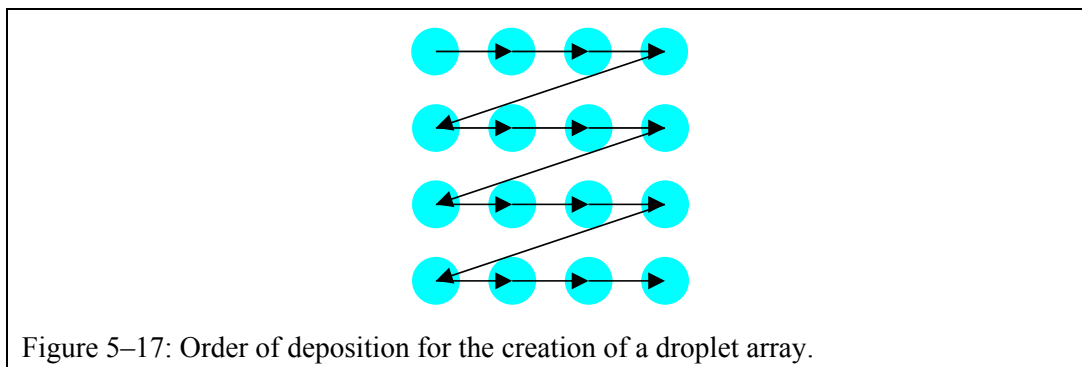 Figure 5–17: Order of deposition for the creation of a droplet array.